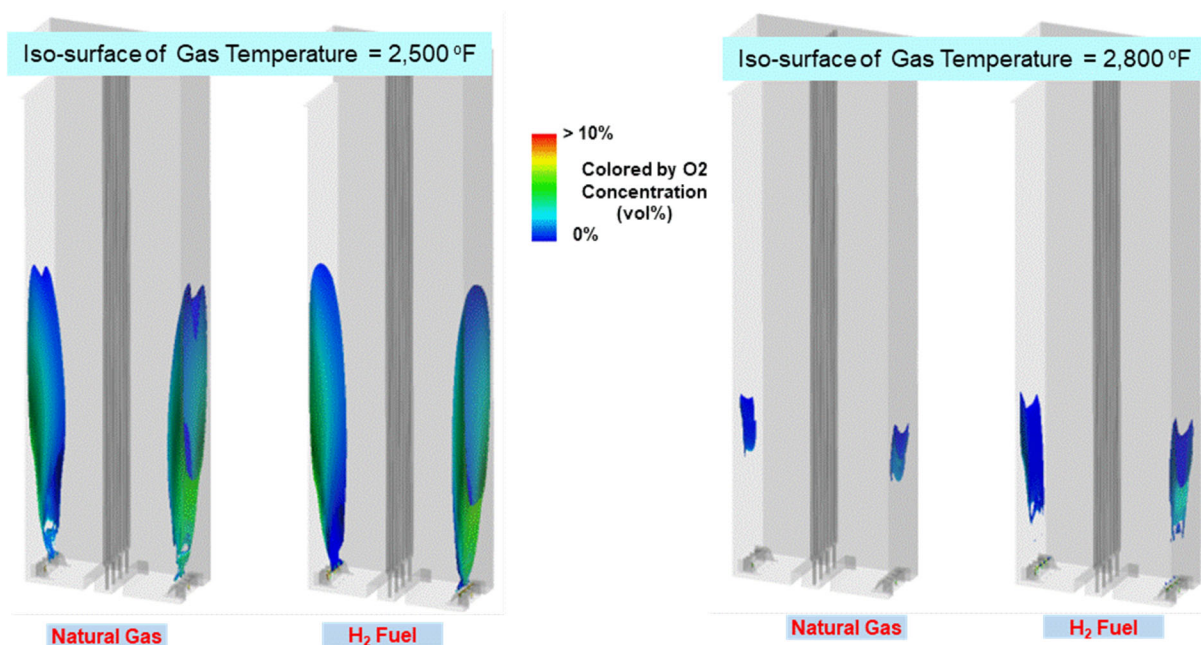 Iso-surface of Gas Temperature = 2,500 °F
Iso-surface of Gas Temperature = 2,800 °F
> 10%
Colored by O2
Concentration
(vol%)
0%
Natural Gas
H₂ Fuel
Natural Gas
H₂ Fuel